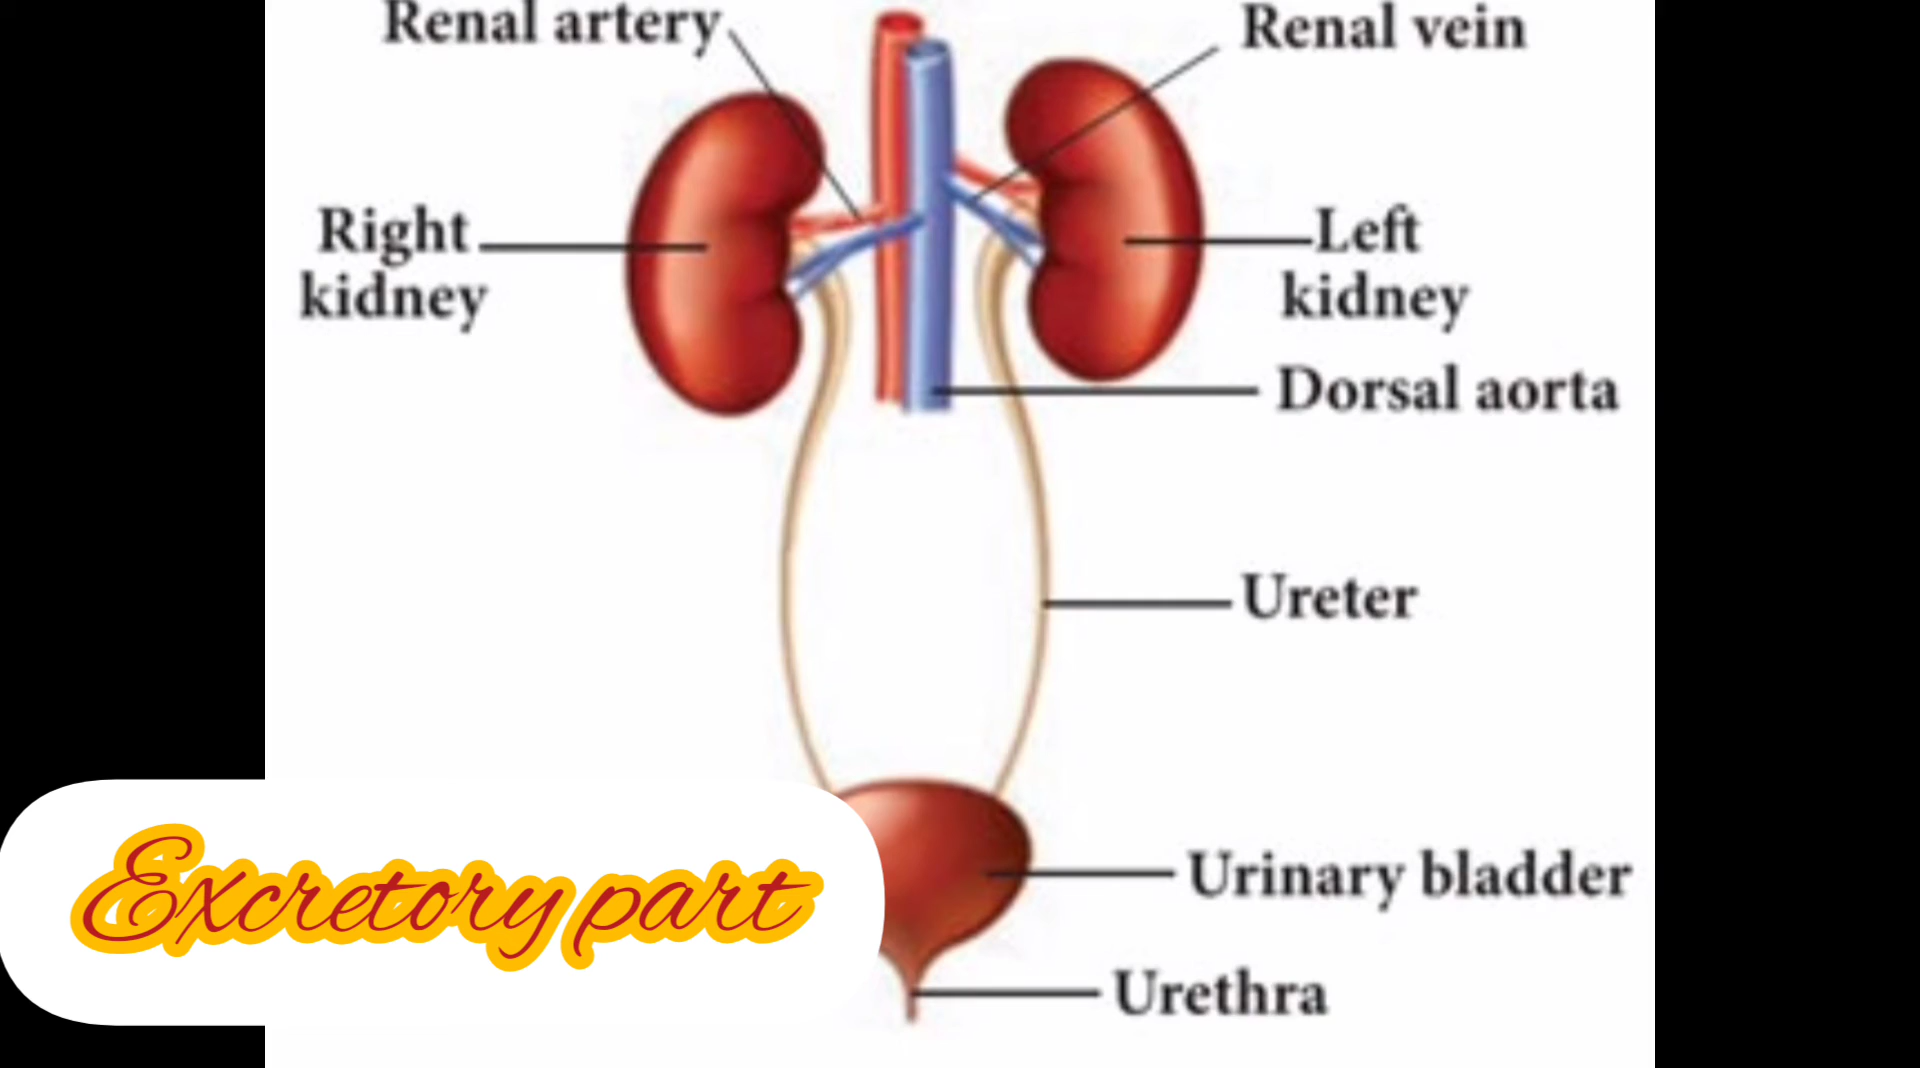 Renal artery
Renal vein
Right
kidney
Left
kidney
Dorsal aorta
Ureter
Urinary bladder
Urethra
Excretory part